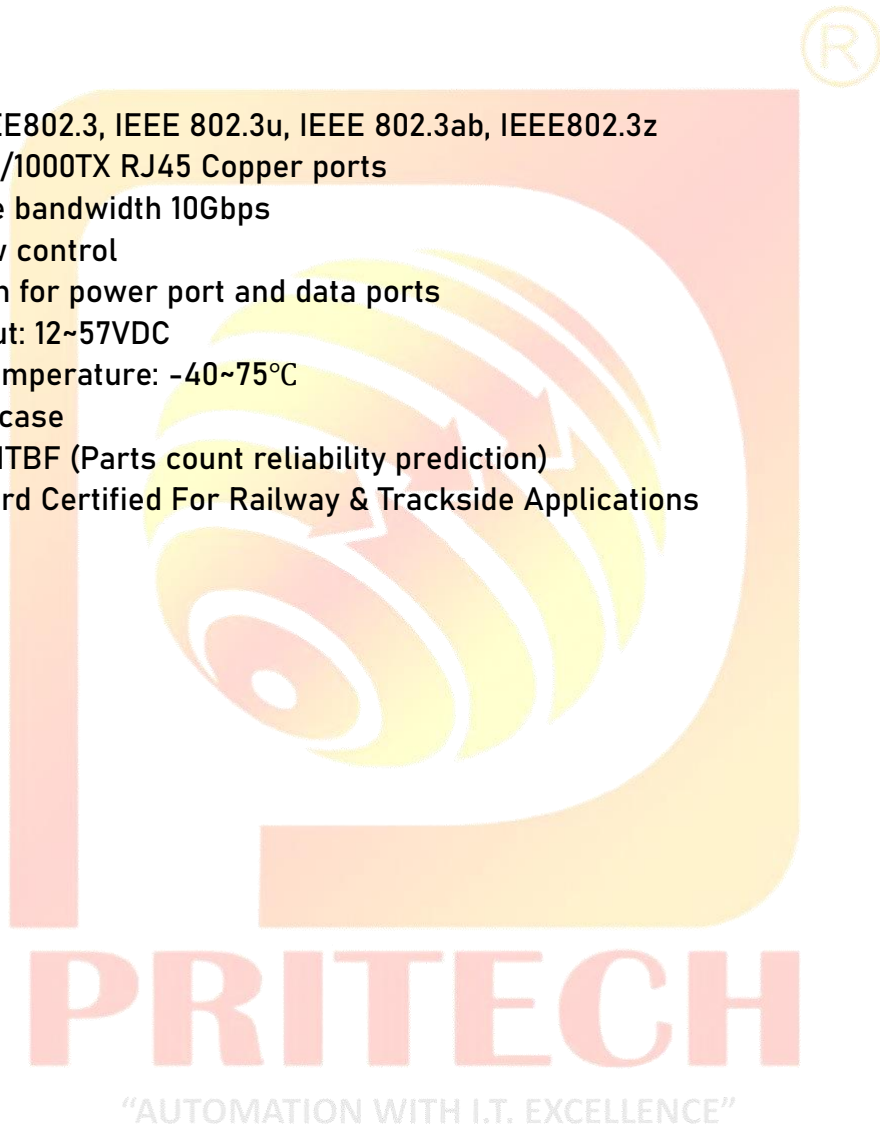 EE802.3, IEEE 802.3u, IEEE 802.3ab, IEEE802.3z
/1000TX RJ45 Copper ports
e bandwidth 10Gbps
control
for power port and data ports
ut: 12~57VDC
mperature: -40~75℃
case
MTBF (Parts count reliability prediction)
rd Certified For Railway & Trackside Applications
®
PRITECH
“AUTOMATION WITH I.T. EXCELLENCE”